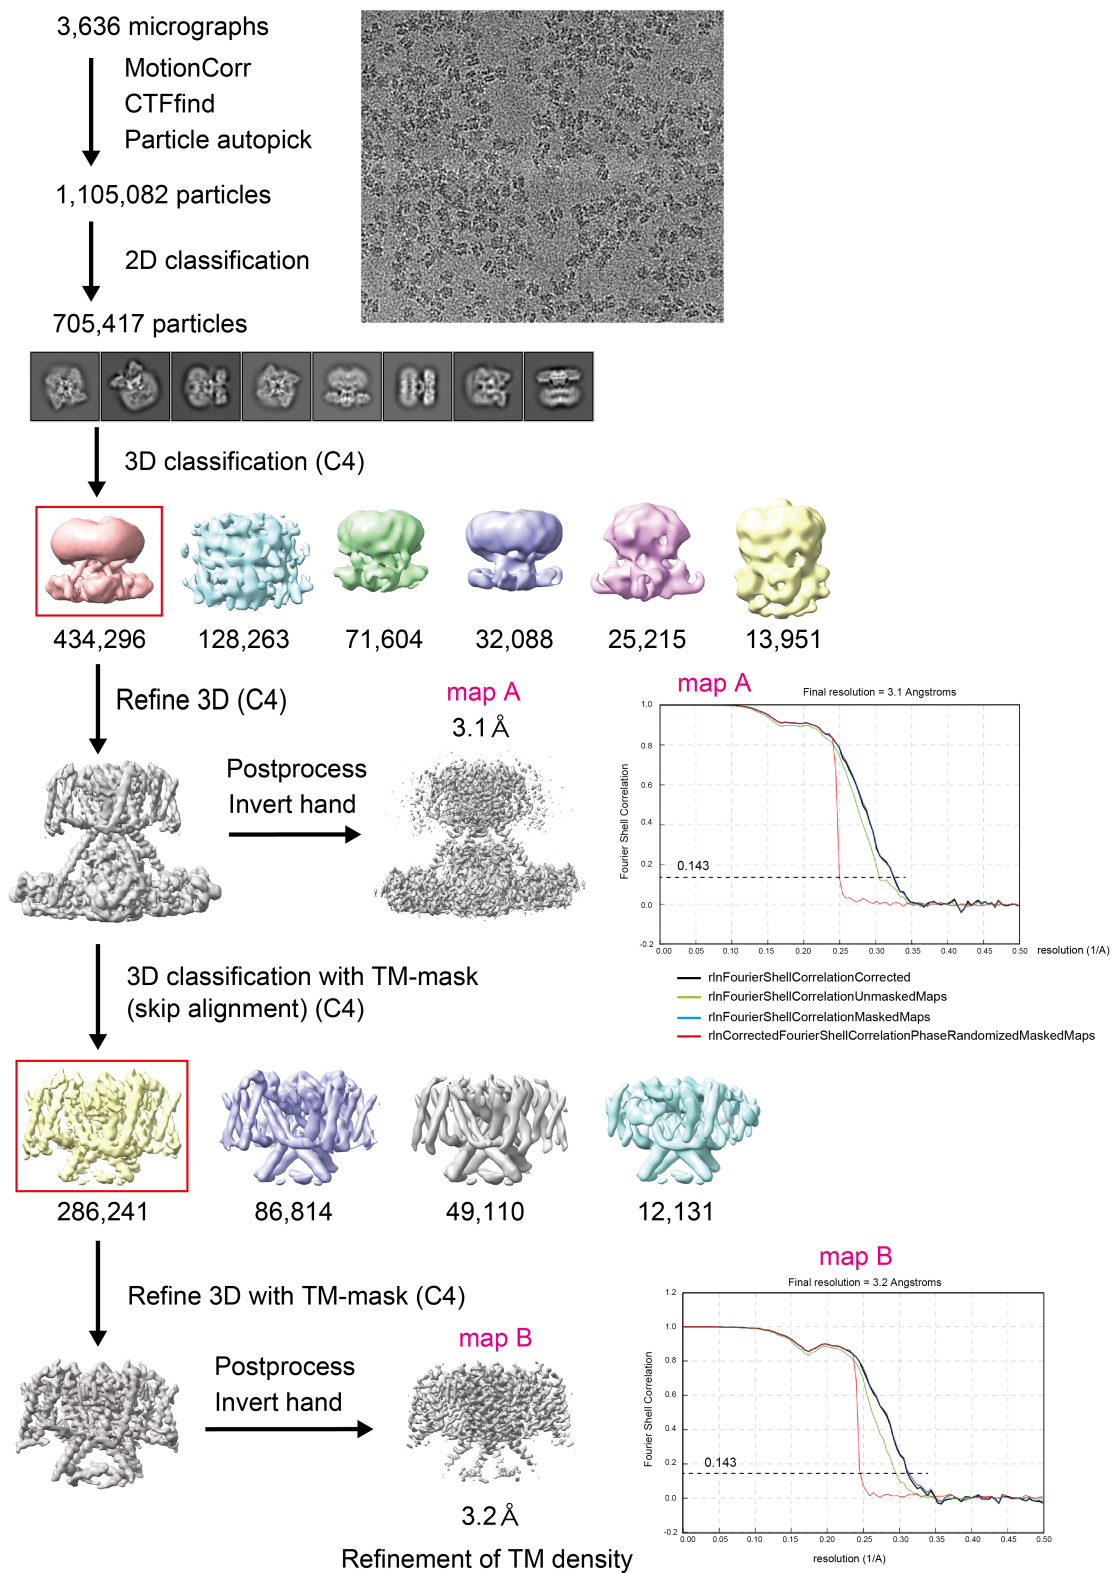 3,636 micrographs
MotionCorr
CTFfind
Particle autopick
1,105,082 particles
2D classification
705,417 particles
3D classification (C4)
434,296
128,263
71,604
32,088
25,215
13,951
Refine 3D (C4)
Postprocess
Invert hand
map A
3.1 Å
map A
Final resolution = 3.1 Angstroms
Fourier Shell Correlation
1.0
0.8
0.6
0.4
0.2
0.0
-0.2
0.143
0.00 0.05 0.10 0.15 0.20 0.25 0.30 0.35 0.40 0.45 0.50
resolution (1/A)
rlnFourierShellCorrelationCorrected
rlnFourierShellCorrelationUnmaskedMaps
rlnFourierShellCorrelationMaskedMaps
rlnCorrectedFourierShellCorrelationPhaseRandomizedMaskedMaps
3D classification with TM-mask
(skip alignment) (C4)
286,241
86,814
49,110
12,131
Refine 3D with TM-mask (C4)
Postprocess
Invert hand
map B
3.2 Å
Refinement of TM density
map B
Final resolution = 3.2 Angstroms
Fourier Shell Correlation
1.2
1.0
0.8
0.6
0.4
0.2
0.0
-0.2
0.143
0.00 0.05 0.10 0.15 0.20 0.25 0.30 0.35 0.40 0.45 0.50
resolution (1/A)